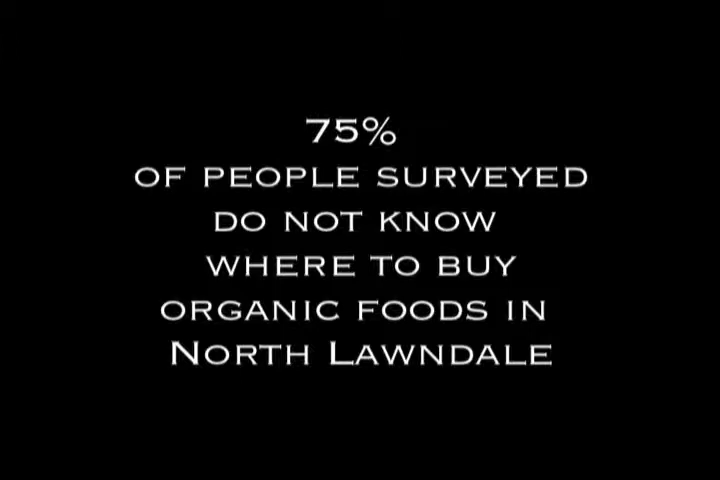 75%
OF PEOPLE SURVEYED
DO NOT KNOW
WHERE TO BUY
ORGANIC FOODS IN
NORTH LAWNDALE